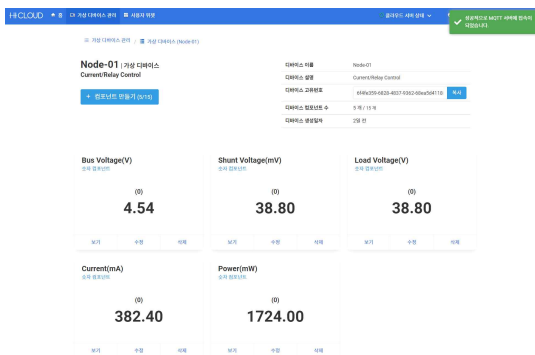 HiCLOUD 홈 가상 디바이스 관리 사용자 위젯 클라우드 서버 상태
성공적으로 MQTT 서버에 접속이
되었습니다.
가상 디바이스 관리 / 가상 디바이스 (Node-01)
Node-01 | 가상 디바이스
Current/Relay Control
+ 컴포넌트 만들기 (5/15)
디바이스 이름 Node-01
디바이스 설명 Current/Relay Control
디바이스 고유번호 복사
디바이스 컴포넌트 수 5 개 / 15 개
디바이스 생성일자 2일 전
Bus Voltage(V)
숫자 컴포넌트
(0)
4.54
보기 수정 삭제
Shunt Voltage(mV)
숫자 컴포넌트
(0)
38.80
보기 수정 삭제
Load Voltage(V)
숫자 컴포넌트
(0)
38.80
보기 수정 삭제
Current(mA)
숫자 컴포넌트
(0)
382.40
보기 수정 삭제
Power(mW)
숫자 컴포넌트
(0)
1724.00
보기 수정 삭제